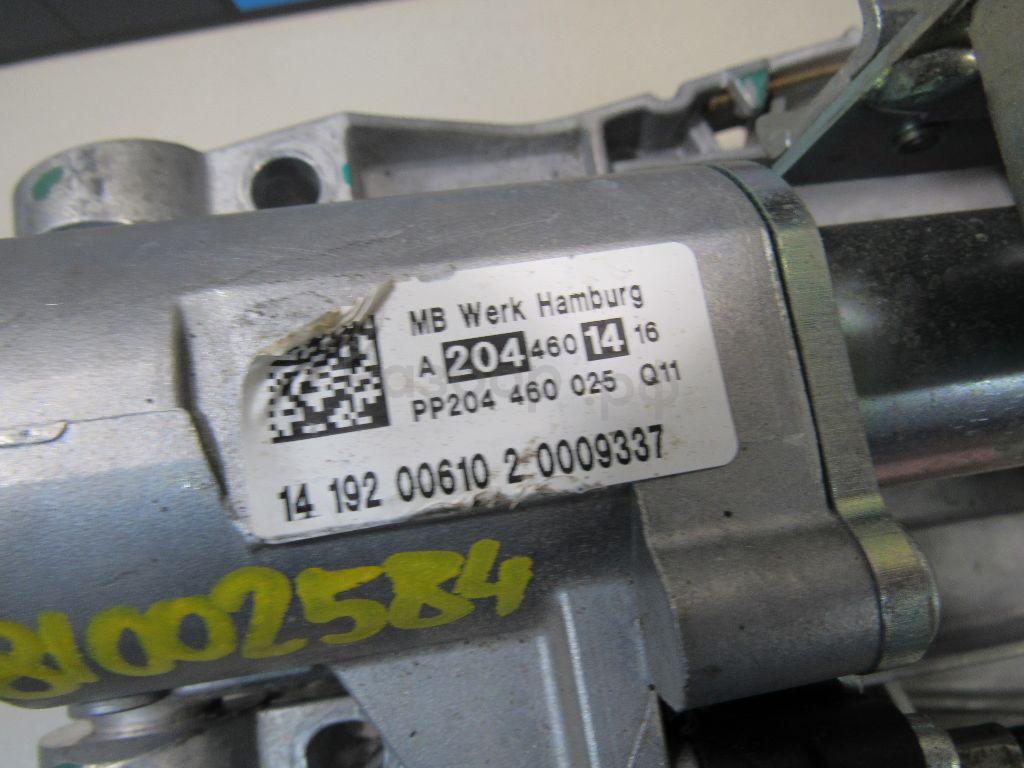 MB Werk Hamburg
A 204 460 14 16
PP204 460 025 Q11
14 192 00610 2 0009337
81002584